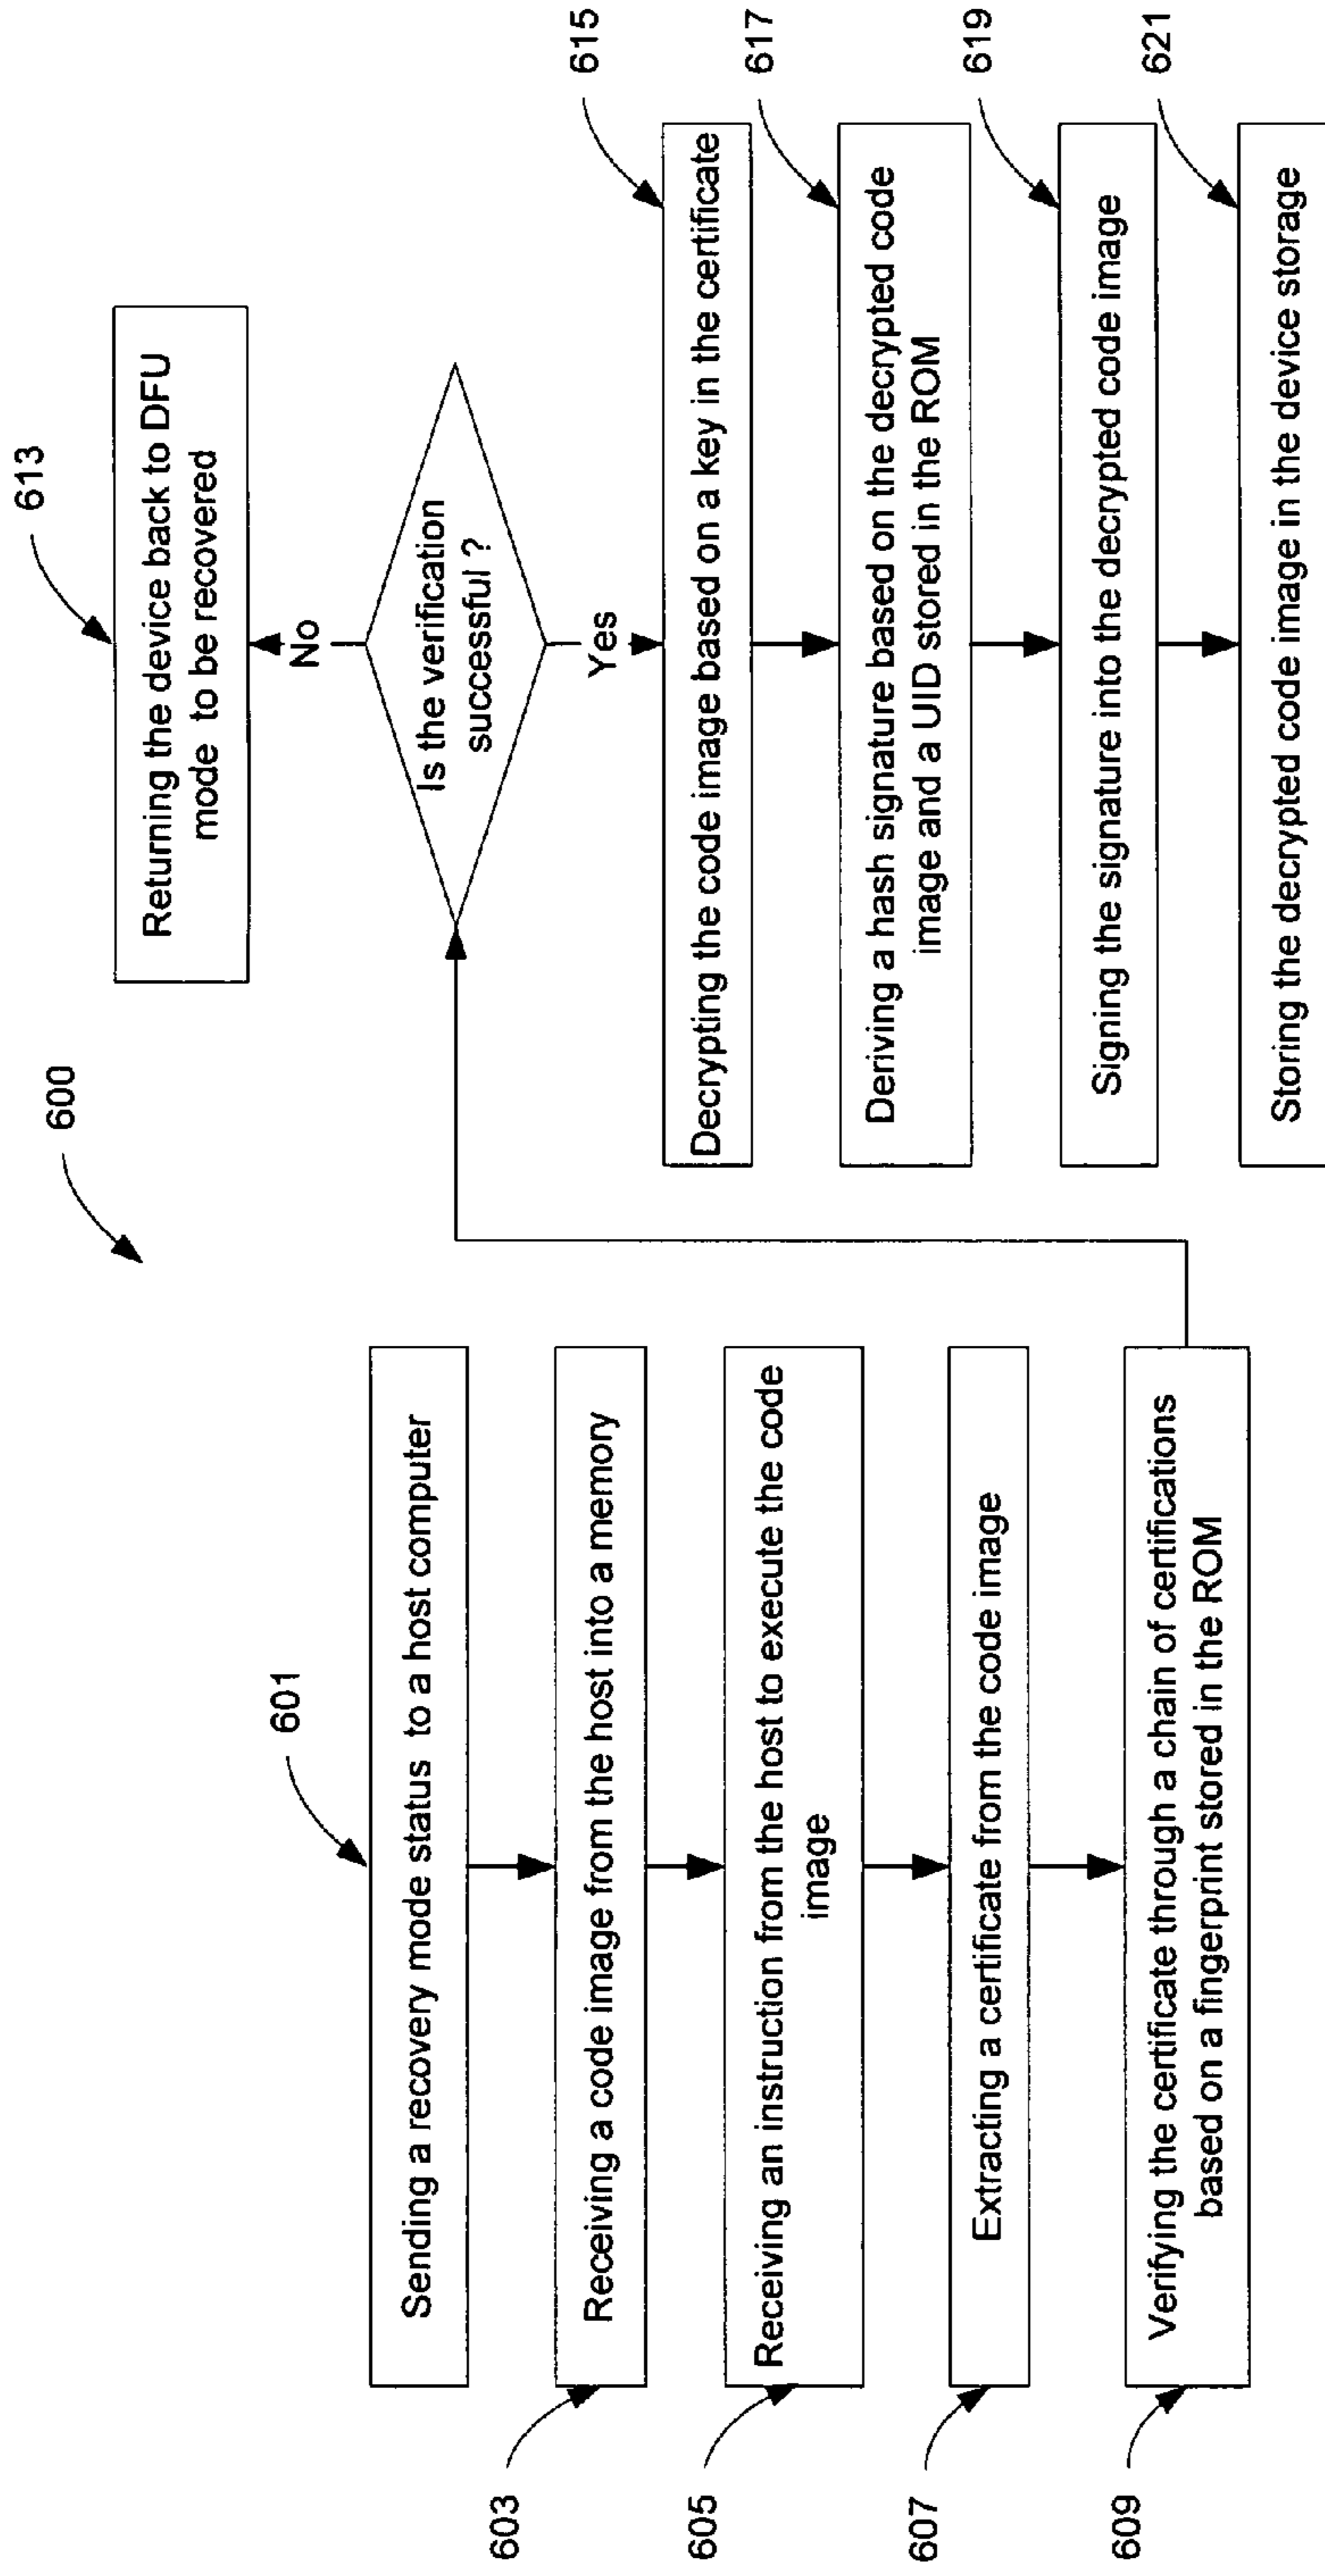 600
601
Sending a recovery mode status to a host computer
603
Receiving a code image from the host into a memory
605
Receiving an instruction from the host to execute the code
image
607
Extracting a certificate from the code image
609
Verifying the certificate through a chain of certifications
based on a fingerprint stored in the ROM
613
Returning the device back to DFU
mode to be recovered
No
Is the verification
successful ?
Yes
615
Decrypting the code image based on a key in the certificate
617
Deriving a hash signature based on the decrypted code
image and a UID stored in the ROM
619
Signing the signature into the decrypted code image
621
Storing the decrypted code image in the device storage